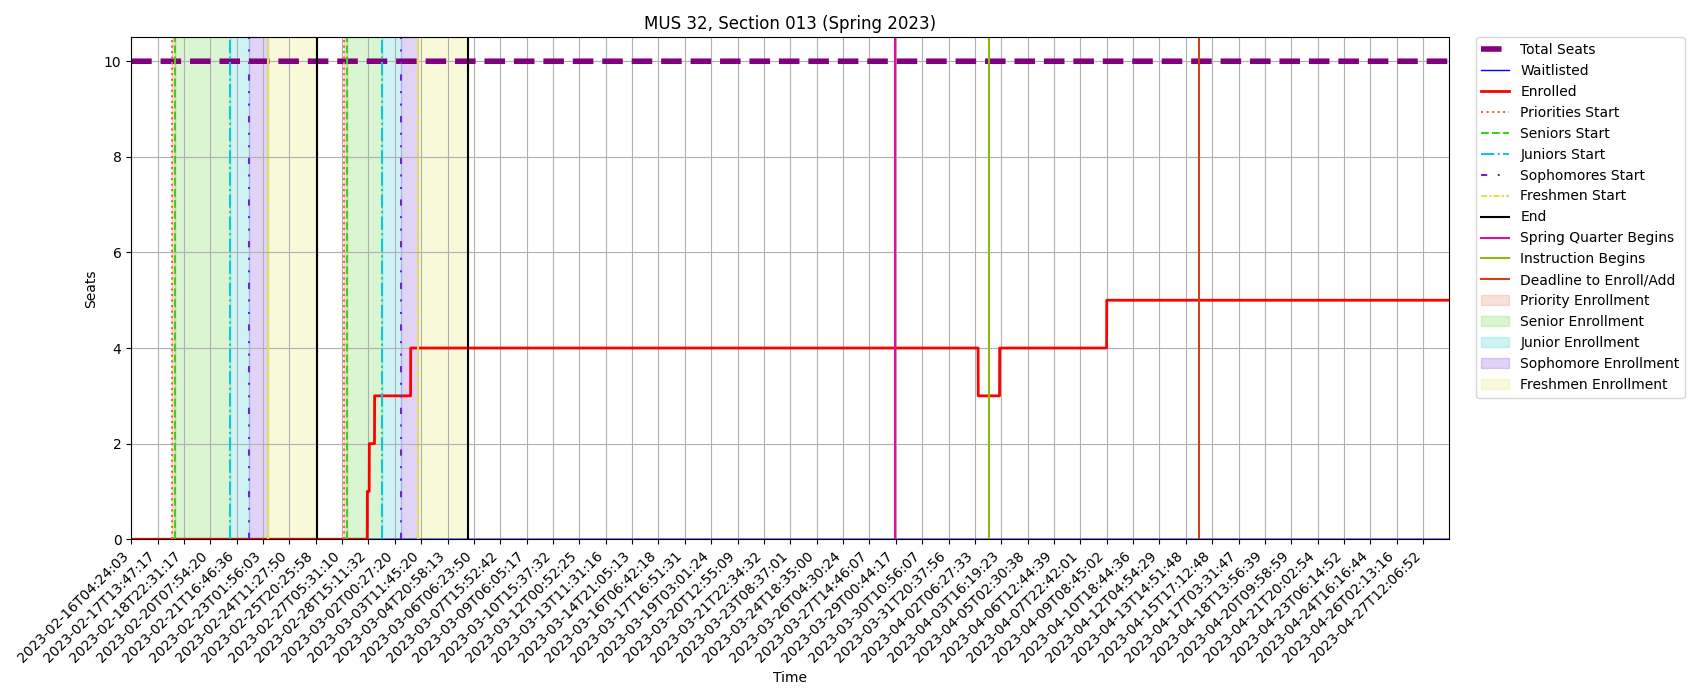 MUS 32, Section 013 (Spring 2023)
10
8
6
4
2
0
Seats
2023-02-16T04:24:03
2023-02-17T13:47:17
2023-02-18T22:31:17
2023-02-20T07:54:20
2023-02-21T16:46:36
2023-02-23T01:56:03
2023-02-24T11:27:50
2023-02-25T20:25:58
2023-02-27T05:31:10
2023-02-28T15:11:32
2023-03-02T00:27:20
2023-03-03T11:45:20
2023-03-04T20:58:13
2023-03-06T06:23:50
2023-03-07T15:52:42
2023-03-09T06:05:17
2023-03-10T15:37:32
2023-03-12T00:52:25
2023-03-13T11:31:16
2023-03-14T21:05:13
2023-03-16T06:42:18
2023-03-17T16:51:31
2023-03-19T03:01:24
2023-03-20T12:55:09
2023-03-21T22:34:32
2023-03-23T08:37:01
2023-03-24T18:35:00
2023-03-26T04:30:24
2023-03-27T14:46:07
2023-03-29T00:44:17
2023-03-30T10:56:07
2023-03-31T20:37:56
2023-04-02T06:27:33
2023-04-03T16:19:23
2023-04-05T02:30:38
2023-04-06T12:44:39
2023-04-07T22:42:01
2023-04-09T08:45:02
2023-04-10T18:44:36
2023-04-12T04:54:29
2023-04-13T14:51:48
2023-04-15T17:12:48
2023-04-17T03:31:47
2023-04-18T13:56:39
2023-04-20T09:58:59
2023-04-21T20:02:54
2023-04-23T06:14:52
2023-04-24T16:16:44
2023-04-26T02:13:16
2023-04-27T12:06:52
Time
Total Seats
Waitlisted
Enrolled
Priorities Start
Seniors Start
Juniors Start
Sophomores Start
Freshmen Start
End
Spring Quarter Begins
Instruction Begins
Deadline to Enroll/Add
Priority Enrollment
Senior Enrollment
Junior Enrollment
Sophomore Enrollment
Freshmen Enrollment